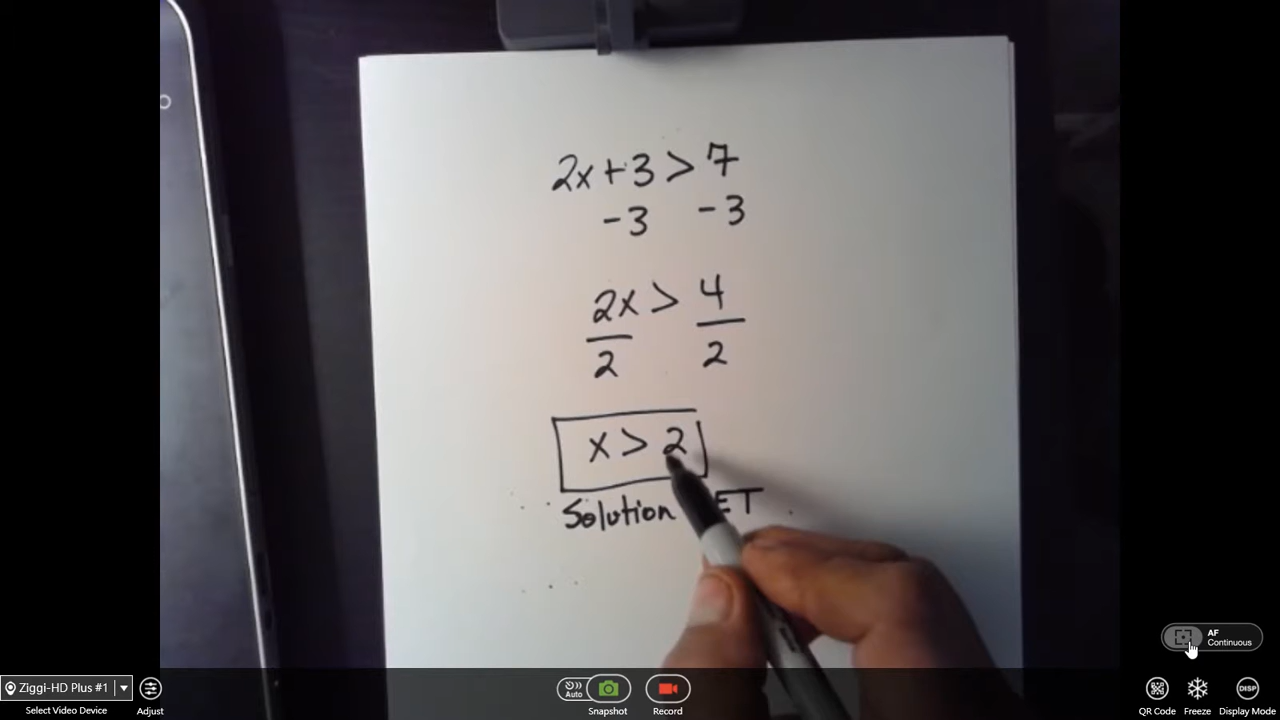 2x+3>7
-3 -3
2x > 4
2 2
x > 2
Solution
AF
Continuous
Ziggi-HD Plus #1
Select Video Device
Adjust
Auto
Snapshot
Record
QR Code
Freeze
DISP
Display Mode